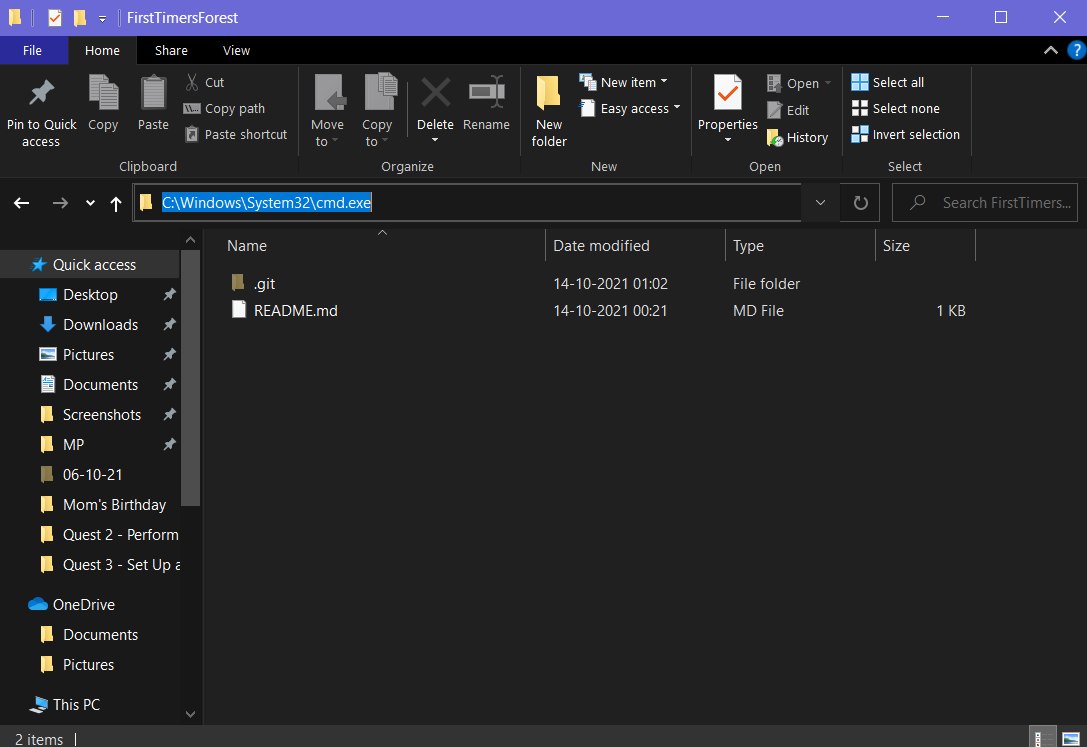 FirstTimersForest
File Home Share View
Pin to Quick access
Copy
Paste
Cut
Copy path
Paste shortcut
Clipboard
Move to
Copy to
Delete
Rename
Organize
New folder
New item
Easy access
New
Properties
Open
Edit
History
Open
Select all
Select none
Invert selection
Select
C:\Windows\System32\cmd.exe
Search FirstTimers...
Quick access
Desktop
Downloads
Pictures
Documents
Screenshots
MP
06-10-21
Mom's Birthday
Quest 2 - Perform
Quest 3 - Set Up a
OneDrive
Documents
Pictures
This PC
Name Date modified Type Size
.git 14-10-2021 01:02 File folder
README.md 14-10-2021 00:21 MD File 1 KB
2 items